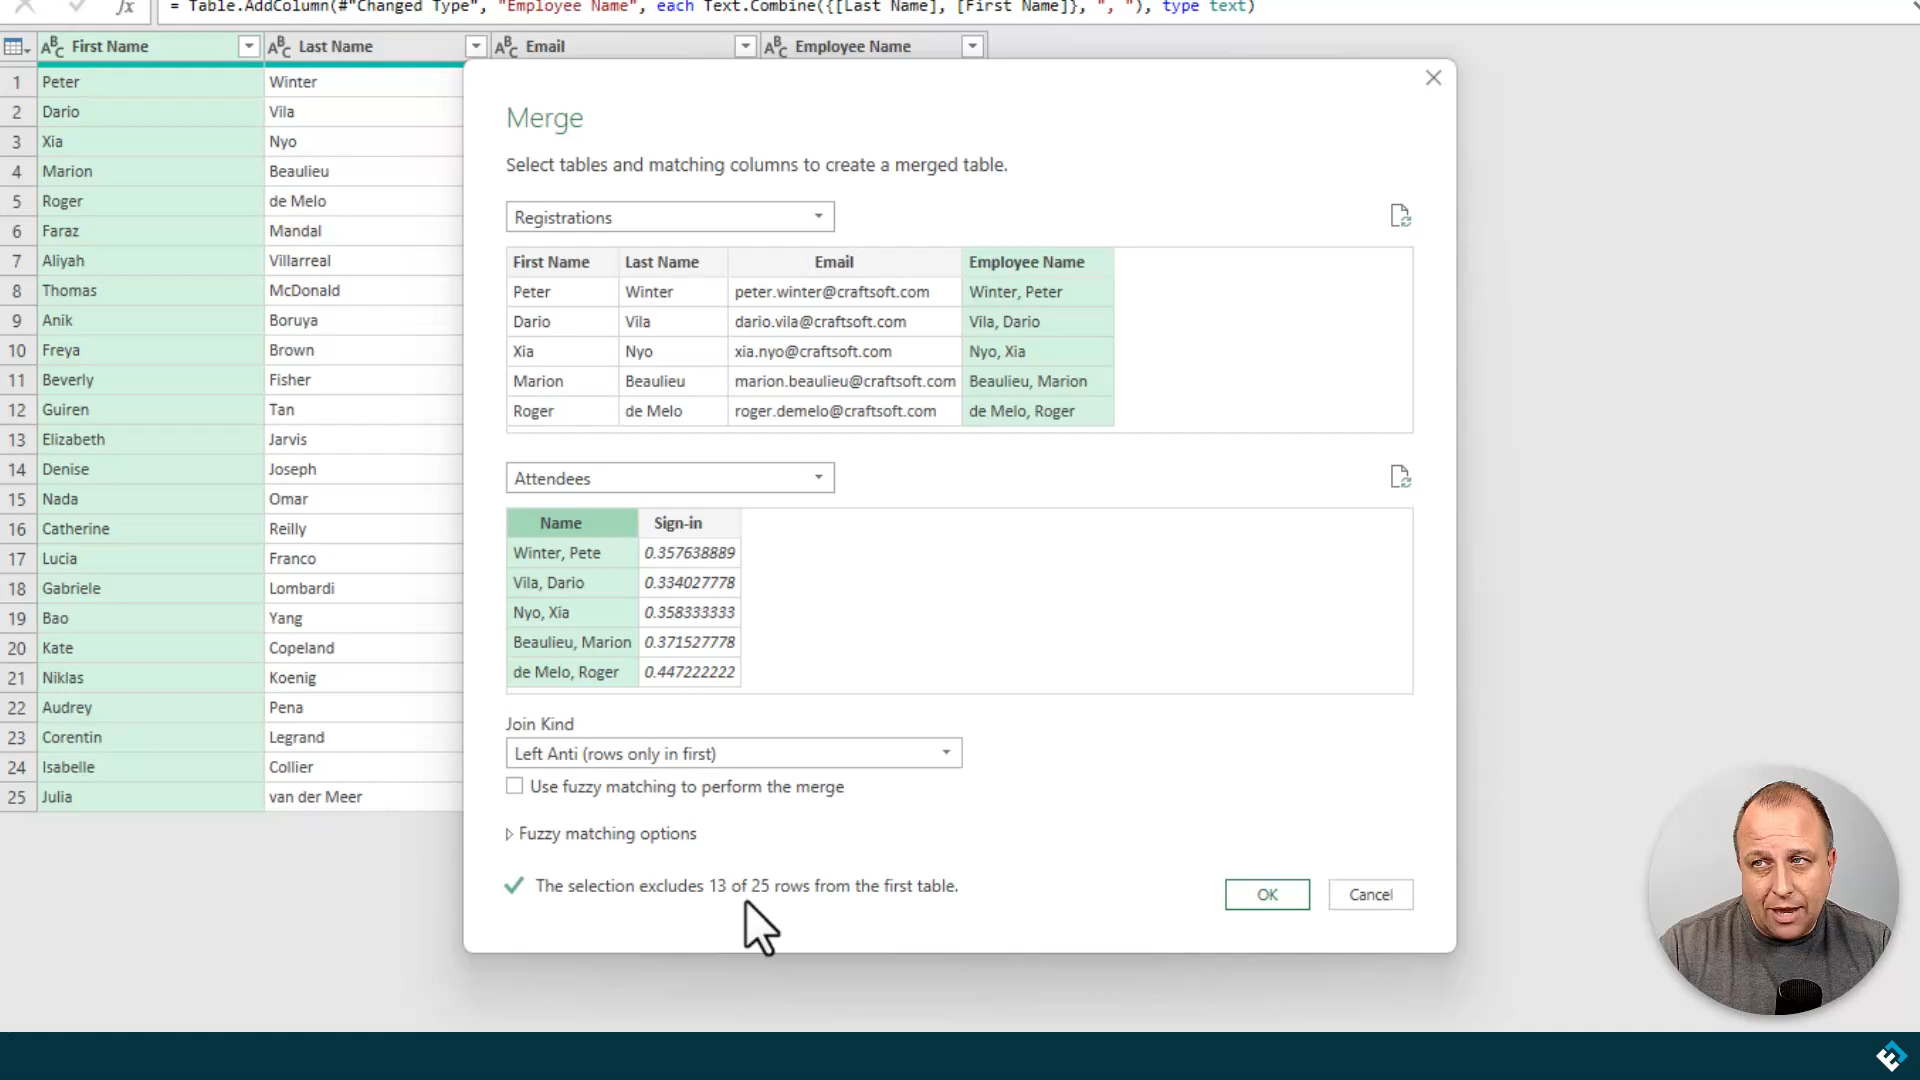 fx = Table.AddColumn(#"Changed Type", "Employee Name", each Text.Combine({[Last Name], [First Name]}, ", "), type text)
ABC First Name ABC Last Name ABC Email ABC Employee Name
1 Peter Winter
2 Dario Vila
3 Xia Nyo
4 Marion Beaulieu
5 Roger de Melo
6 Faraz Mandal
7 Aliyah Villarreal
8 Thomas McDonald
9 Anik Boruya
10 Freya Brown
11 Beverly Fisher
12 Guiren Tan
13 Elizabeth Jarvis
14 Denise Joseph
15 Nada Omar
16 Catherine Reilly
17 Lucia Franco
18 Gabriele Lombardi
19 Bao Yang
20 Kate Copeland
21 Niklas Koenig
22 Audrey Pena
23 Corentin Legrand
24 Isabelle Collier
25 Julia van der Meer
Merge
Select tables and matching columns to create a merged table.
Registrations
First Name Last Name Email Employee Name
Peter Winter peter.winter@craftsoft.com Winter, Peter
Dario Vila dario.vila@craftsoft.com Vila, Dario
Xia Nyo xia.nyo@craftsoft.com Nyo, Xia
Marion Beaulieu marion.beaulieu@craftsoft.com Beaulieu, Marion
Roger de Melo roger.demelo@craftsoft.com de Melo, Roger
Attendees
Name Sign-in
Winter, Pete 0.357638889
Vila, Dario 0.334027778
Nyo, Xia 0.358333333
Beaulieu, Marion 0.371527778
de Melo, Roger 0.447222222
Join Kind
Left Anti (rows only in first)
Use fuzzy matching to perform the merge
Fuzzy matching options
The selection excludes 13 of 25 rows from the first table.
OK Cancel